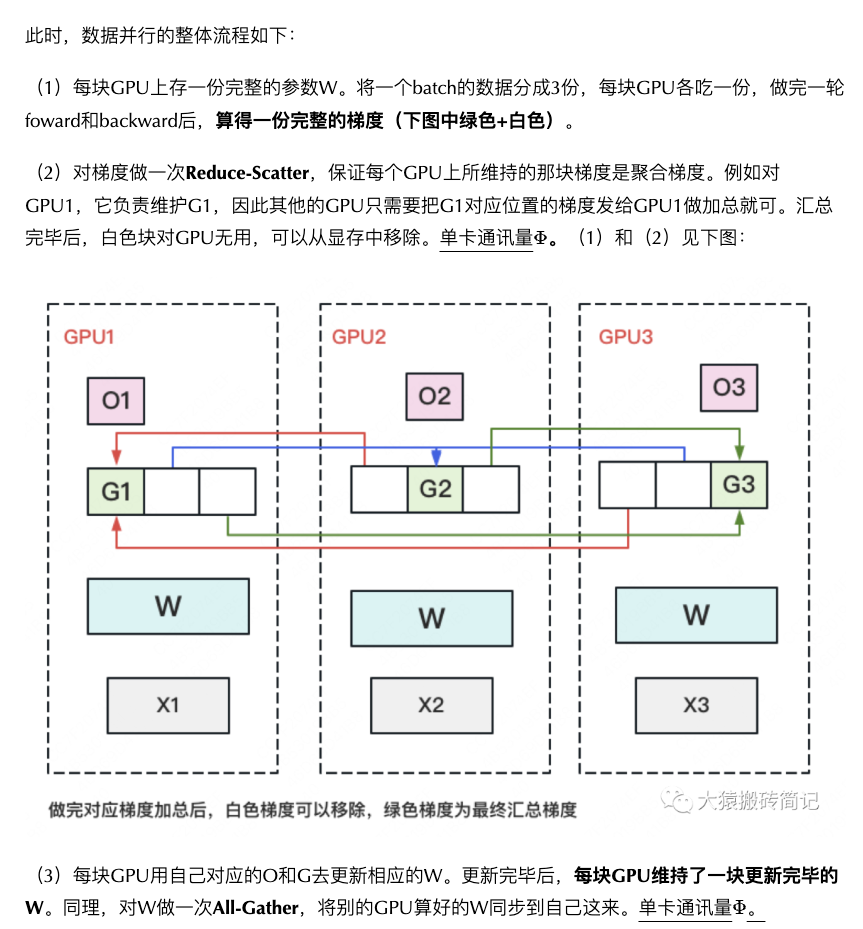 此时，数据并行的整体流程如下：
（1）每块GPU上存一份完整的参数W。将一个batch的数据分成3份，每块GPU各吃一份，做完一轮
foward和backward后，算得一份完整的梯度（下图中绿色+白色）。
（2）对梯度做一次Reduce-Scatter，保证每个GPU上所维持的那块梯度是聚合梯度。例如对
GPU1，它负责维护G1，因此其他的GPU只需要把G1对应位置的梯度发给GPU1做加总就可。汇总
完毕后，白色块对GPU无用，可以从显存中移除。单卡通讯量Φ。（1）和（2）见下图：
GPU1 GPU2 GPU3
O1 O2 O3
G1 G2 G3
W W W
X1 X2 X3
大猿搬砖简记
做完对应梯度加总后，白色梯度可以移除，绿色梯度为最终汇总梯度
（3）每块GPU用自己对应的O和G去更新相应的W。更新完毕后，每块GPU维持了一块更新完毕的
W。同理，对W做一次All-Gather，将别的GPU算好的W同步到自己这来。单卡通讯量Φ。